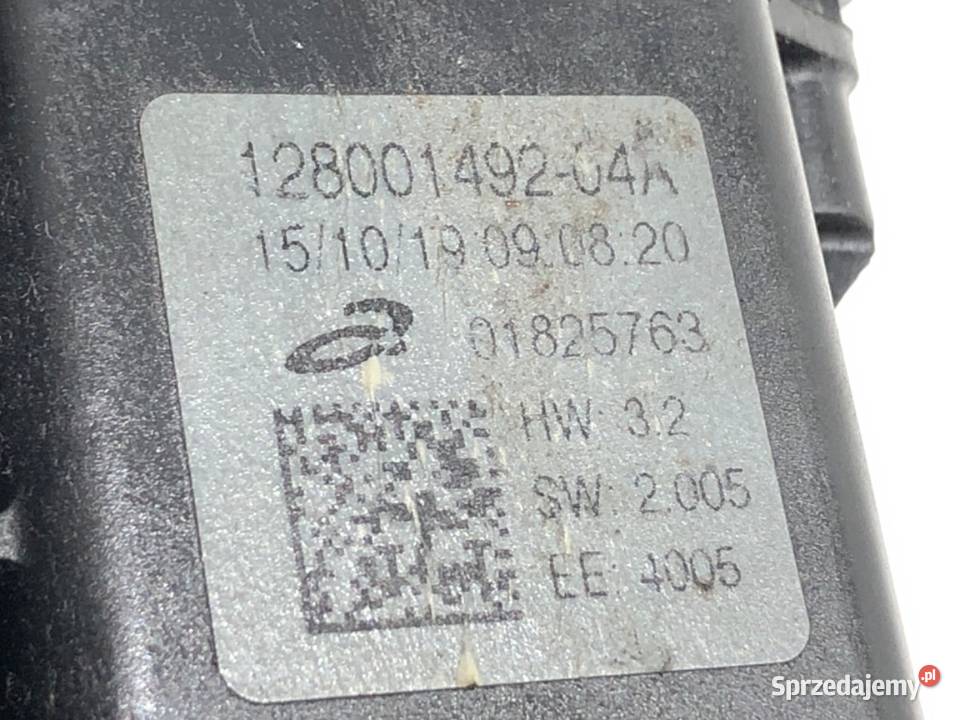 128001492-04A
15/10/19 09:08:20
01825763
HW: 3.2
SW: 2.005
EE: 4005
Sprzedajemy.pl